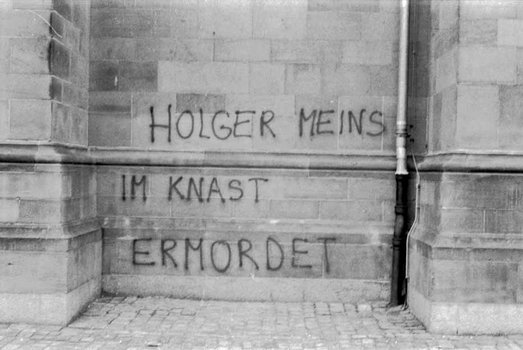 HOLGER MEINS
IM KNAST
ERMORDET